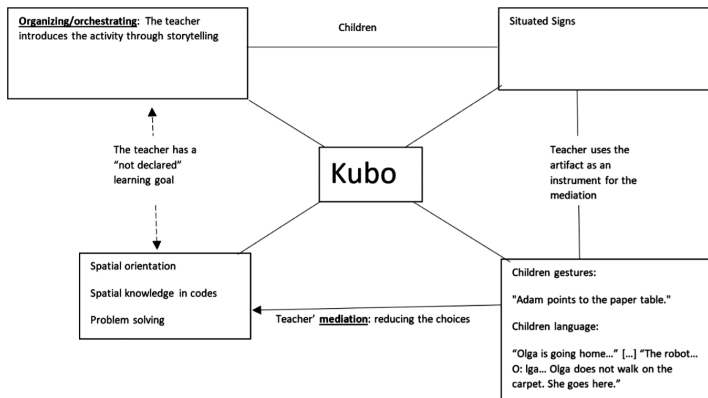 Organizing/orchestrating: The teacher
introduces the activity through storytelling
Children
Situated Signs
The teacher has a
“not declared”
learning goal
Kubo
Teacher uses the
artifact as an
instrument for the
mediation
Spatial orientation
Spatial knowledge in codes
Problem solving
Teacher’ mediation: reducing the choices
Children gestures:
"Adam points to the paper table."
Children language:
“Olga is going home…” […] “The robot…
O: lga… Olga does not walk on the
carpet. She goes here.”